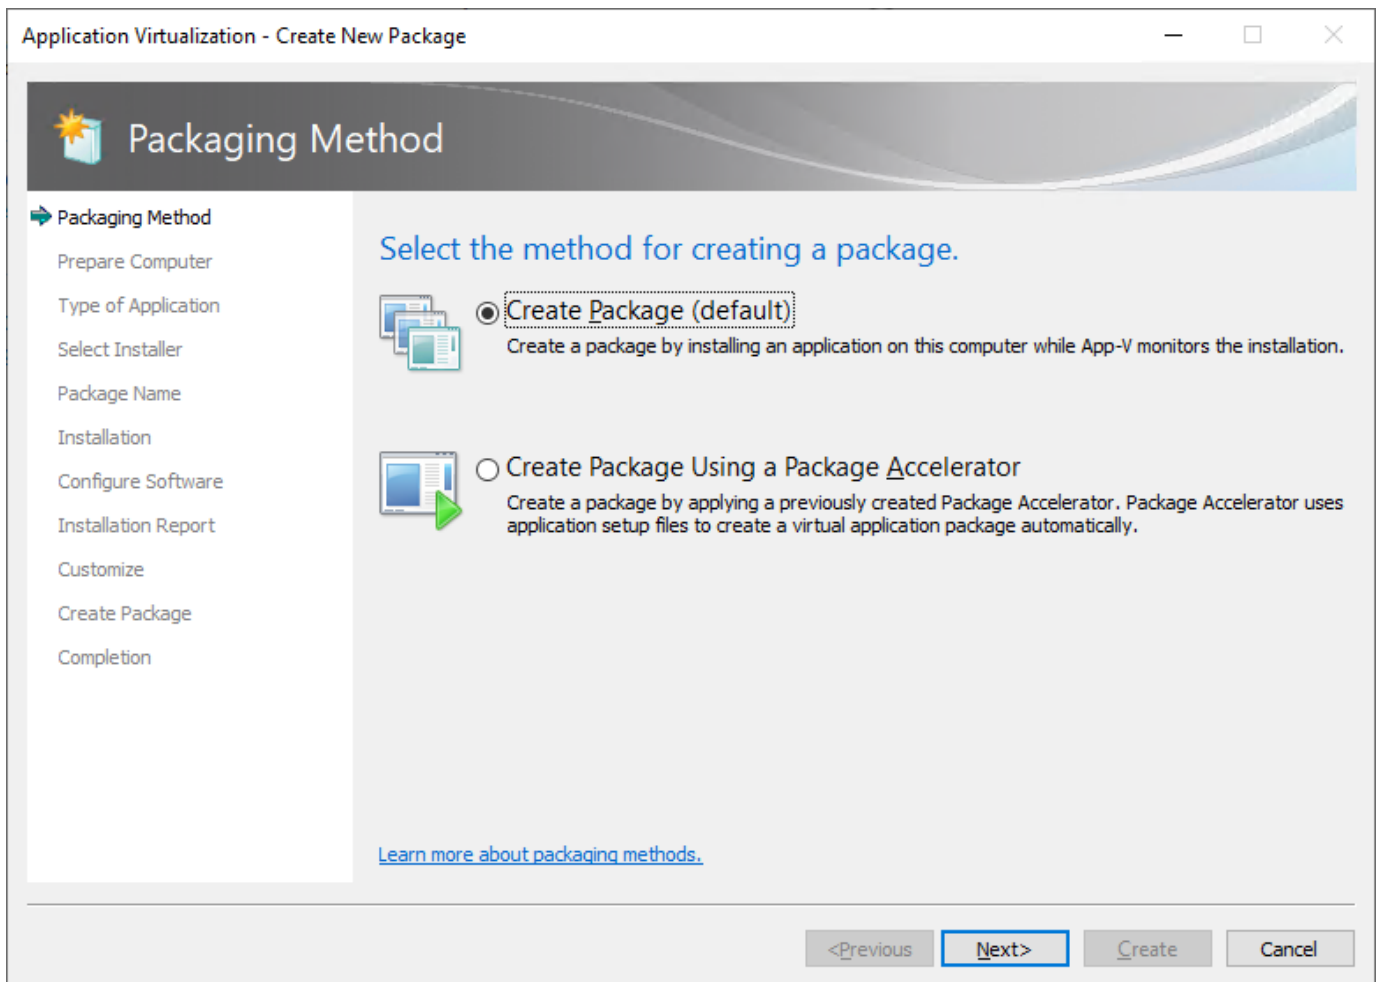 Application Virtualization - Create New Package
Packaging Method
Packaging Method
Prepare Computer
Type of Application
Select Installer
Package Name
Installation
Configure Software
Installation Report
Customize
Create Package
Completion
Select the method for creating a package.
Create Package (default)
Create a package by installing an application on this computer while App-V monitors the installation.
Create Package Using a Package Accelerator
Create a package by applying a previously created Package Accelerator. Package Accelerator uses
application setup files to create a virtual application package automatically.
Learn more about packaging methods.
<Previous
Next>
Create
Cancel